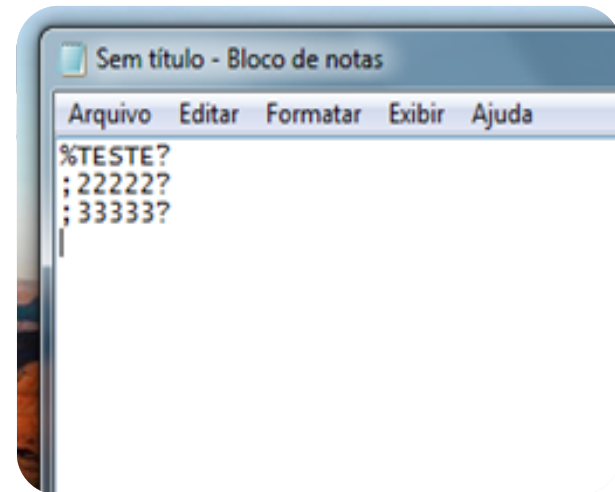 Sem título - Bloco de notas
Arquivo Editar Formatar Exibir Ajuda
%TESTE?
;22222?
;33333?